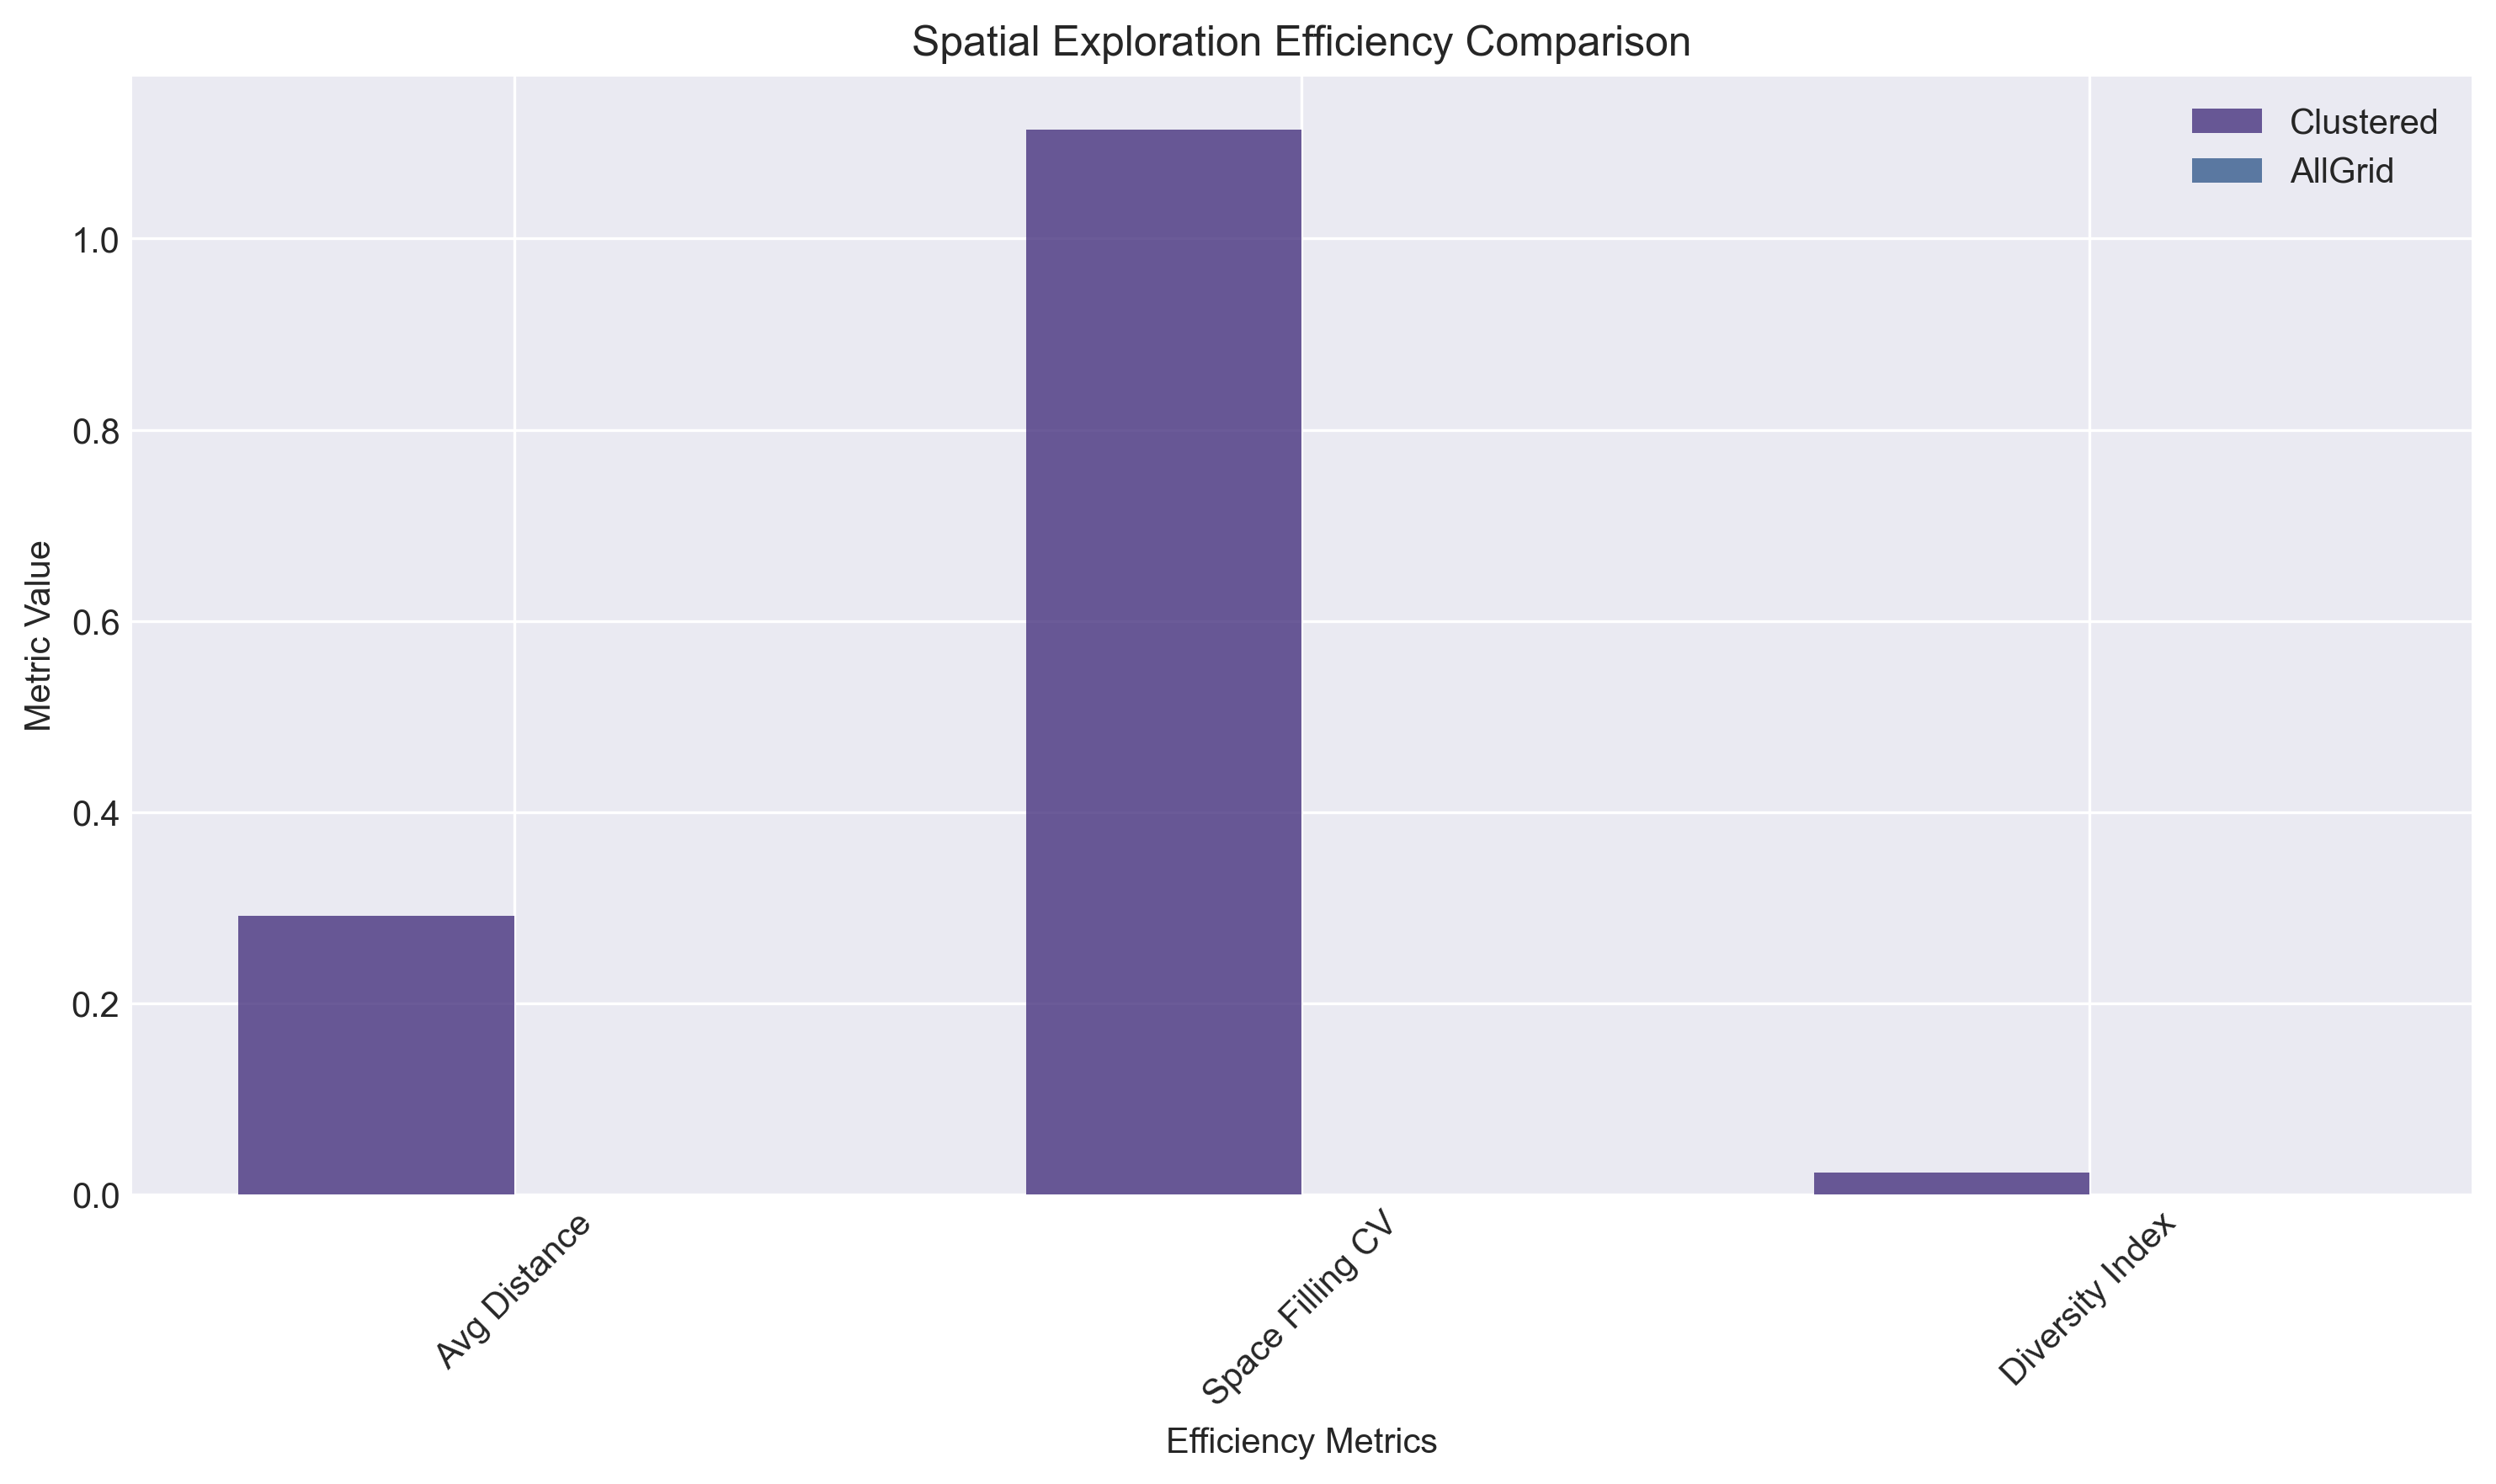 Spatial Exploration Efficiency Comparison
Clustered
AllGrid
Metric Value
1.0
0.8
0.6
0.4
0.2
0.0
Avg Distance
Space Filling CV
Diversity Index
Efficiency Metrics